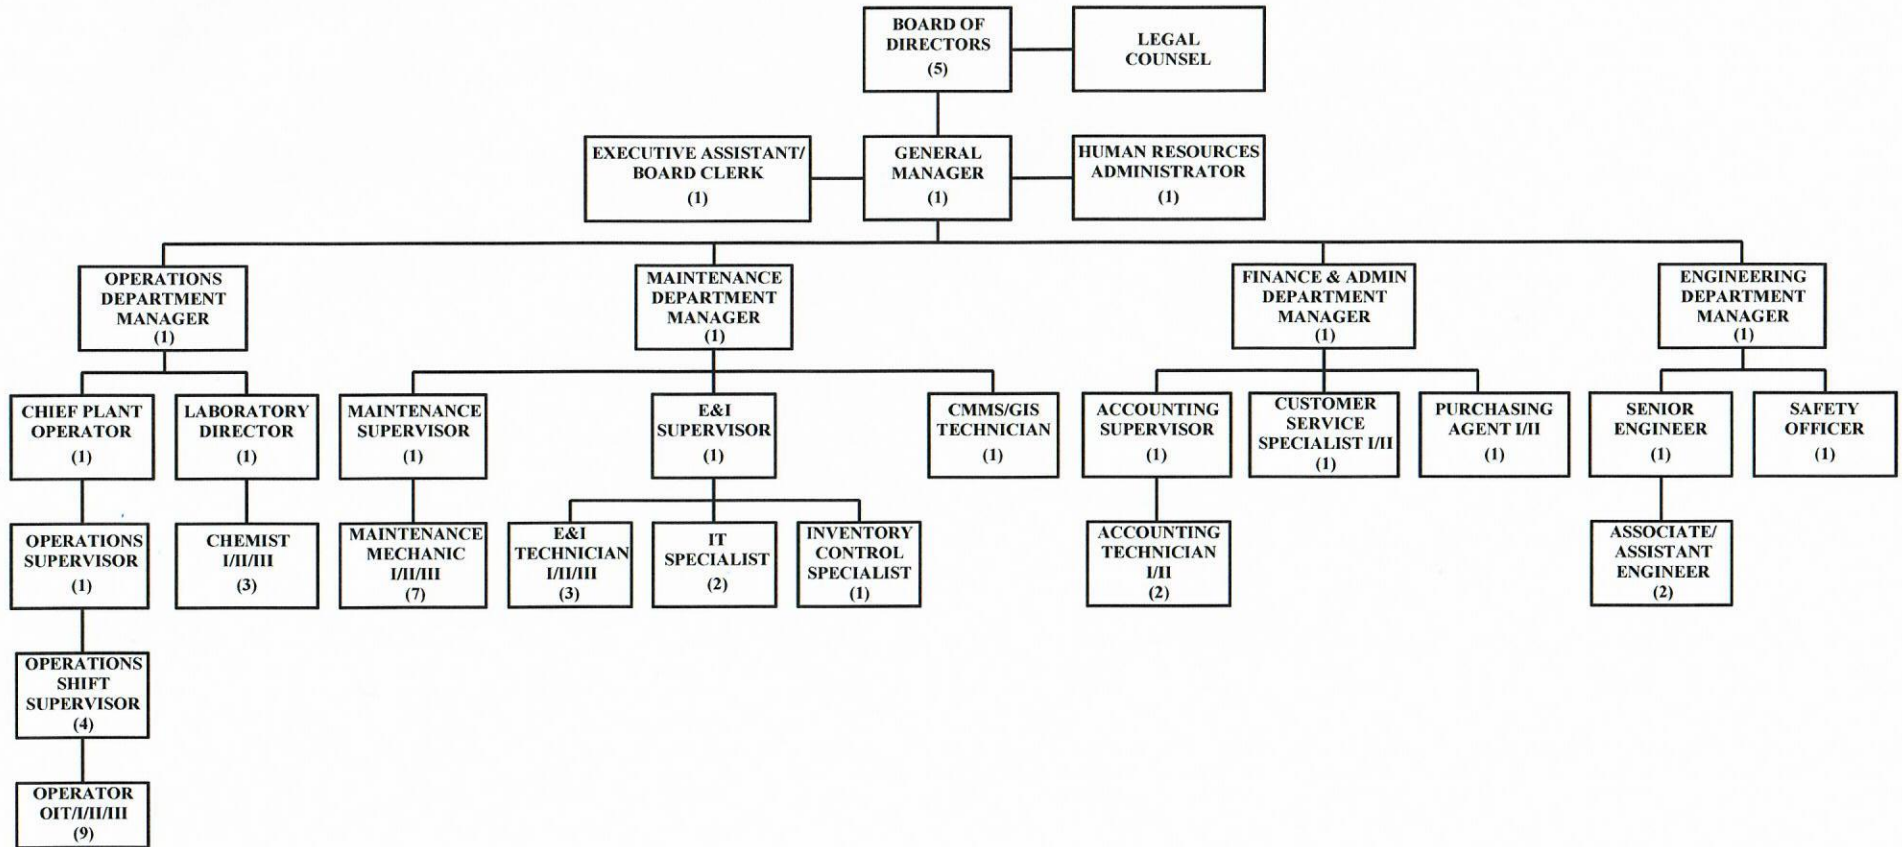 BOARD OF
DIRECTORS
(5)
LEGAL
COUNSEL
EXECUTIVE ASSISTANT/
BOARD CLERK
(1)
GENERAL
MANAGER
(1)
HUMAN RESOURCES
ADMINISTRATOR
(1)
OPERATIONS
DEPARTMENT
MANAGER
(1)
MAINTENANCE
DEPARTMENT
MANAGER
(1)
FINANCE & ADMIN
DEPARTMENT
MANAGER
(1)
ENGINEERING
DEPARTMENT
MANAGER
(1)
CHIEF PLANT
OPERATOR
(1)
LABORATORY
DIRECTOR
(1)
MAINTENANCE
SUPERVISOR
(1)
E&I
SUPERVISOR
(1)
CMMS/GIS
TECHNICIAN
(1)
ACCOUNTING
SUPERVISOR
(1)
CUSTOMER
SERVICE
SPECIALIST I/II
(1)
PURCHASING
AGENT I/II
(1)
SENIOR
ENGINEER
(1)
SAFETY
OFFICER
(1)
OPERATIONS
SUPERVISOR
(1)
CHEMIST
I/II/III
(3)
MAINTENANCE
MECHANIC
I/II/III
(7)
E&I
TECHNICIAN
I/II/III
(3)
IT
SPECIALIST
(2)
INVENTORY
CONTROL
SPECIALIST
(1)
ACCOUNTING
TECHNICIAN
I/II
(2)
ASSOCIATE/
ASSISTANT
ENGINEER
(2)
OPERATIONS
SHIFT
SUPERVISOR
(4)
OPERATOR
OIT/I/II/III
(9)